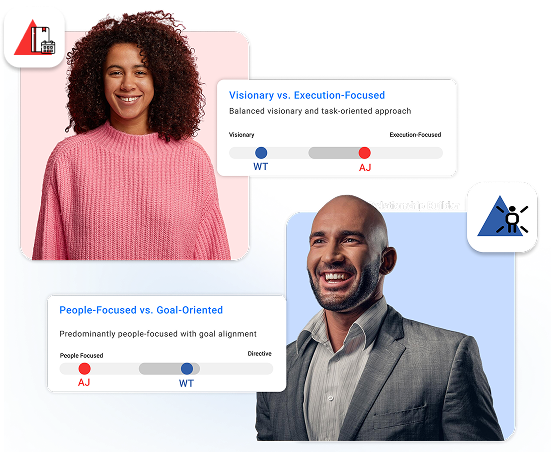 Visionary vs. Execution-Focused
Balanced visionary and task-oriented approach
Visionary Execution-Focused
WT AJ
People-Focused vs. Goal-Oriented
Predominantly people-focused with goal alignment
People Focused Directive
AJ WT